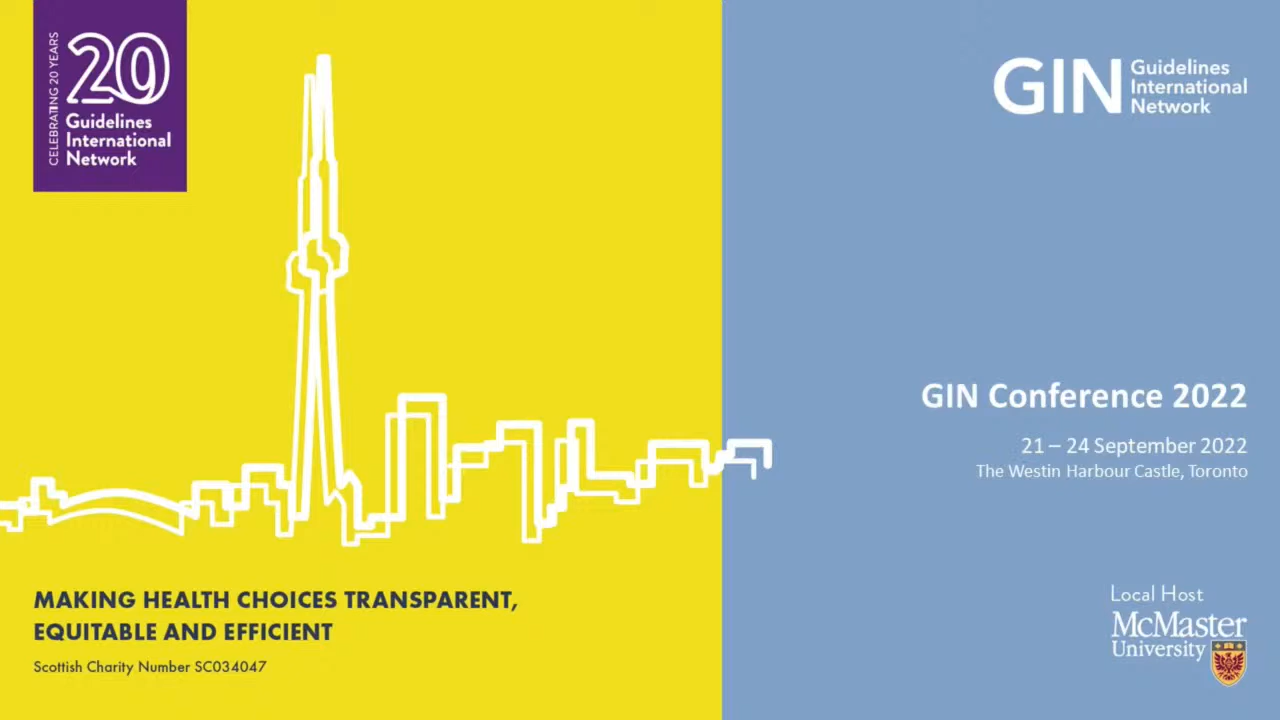 CELEBRATING 20 YEARS
20
Guidelines
International
Network
GIN
Guidelines
International
Network
GIN Conference 2022
21 – 24 September 2022
The Westin Harbour Castle, Toronto
MAKING HEALTH CHOICES TRANSPARENT,
EQUITABLE AND EFFICIENT
Scottish Charity Number SC034047
Local Host
McMaster
University